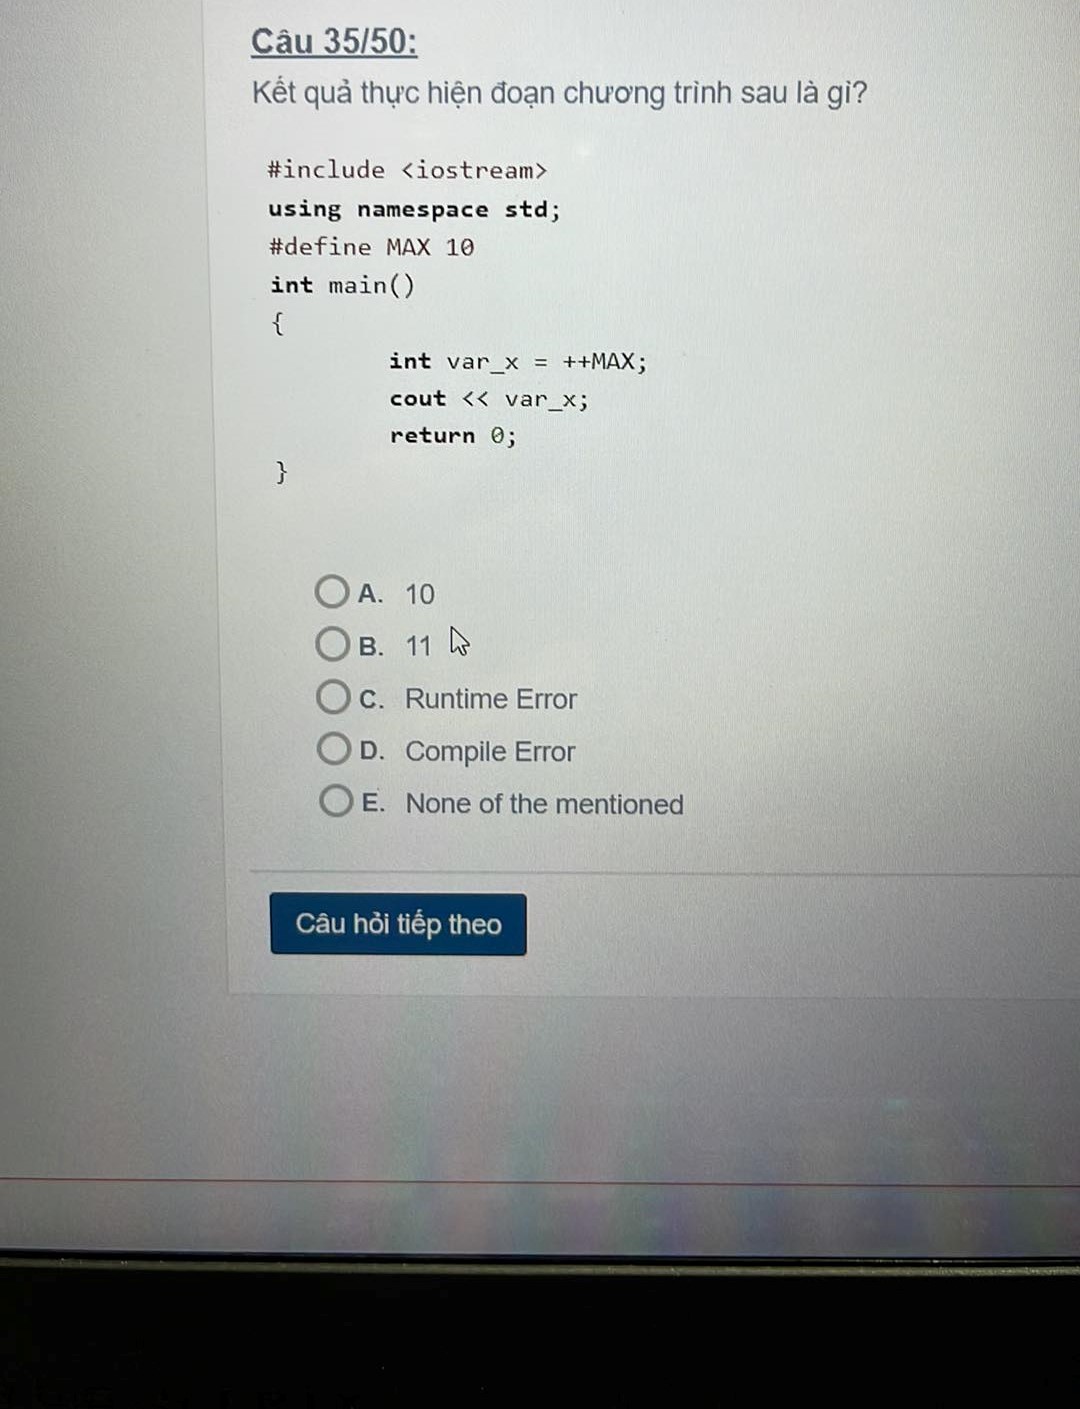 Câu 35/50:
Kết quả thực hiện đoạn chương trình sau là gì?
#include <iostream>
using namespace std;
#define MAX 10
int main()
{
int var_x = ++MAX;
cout << var_x;
return 0;
}
A. 10
B. 11
C. Runtime Error
D. Compile Error
E. None of the mentioned
Câu hỏi tiếp theo